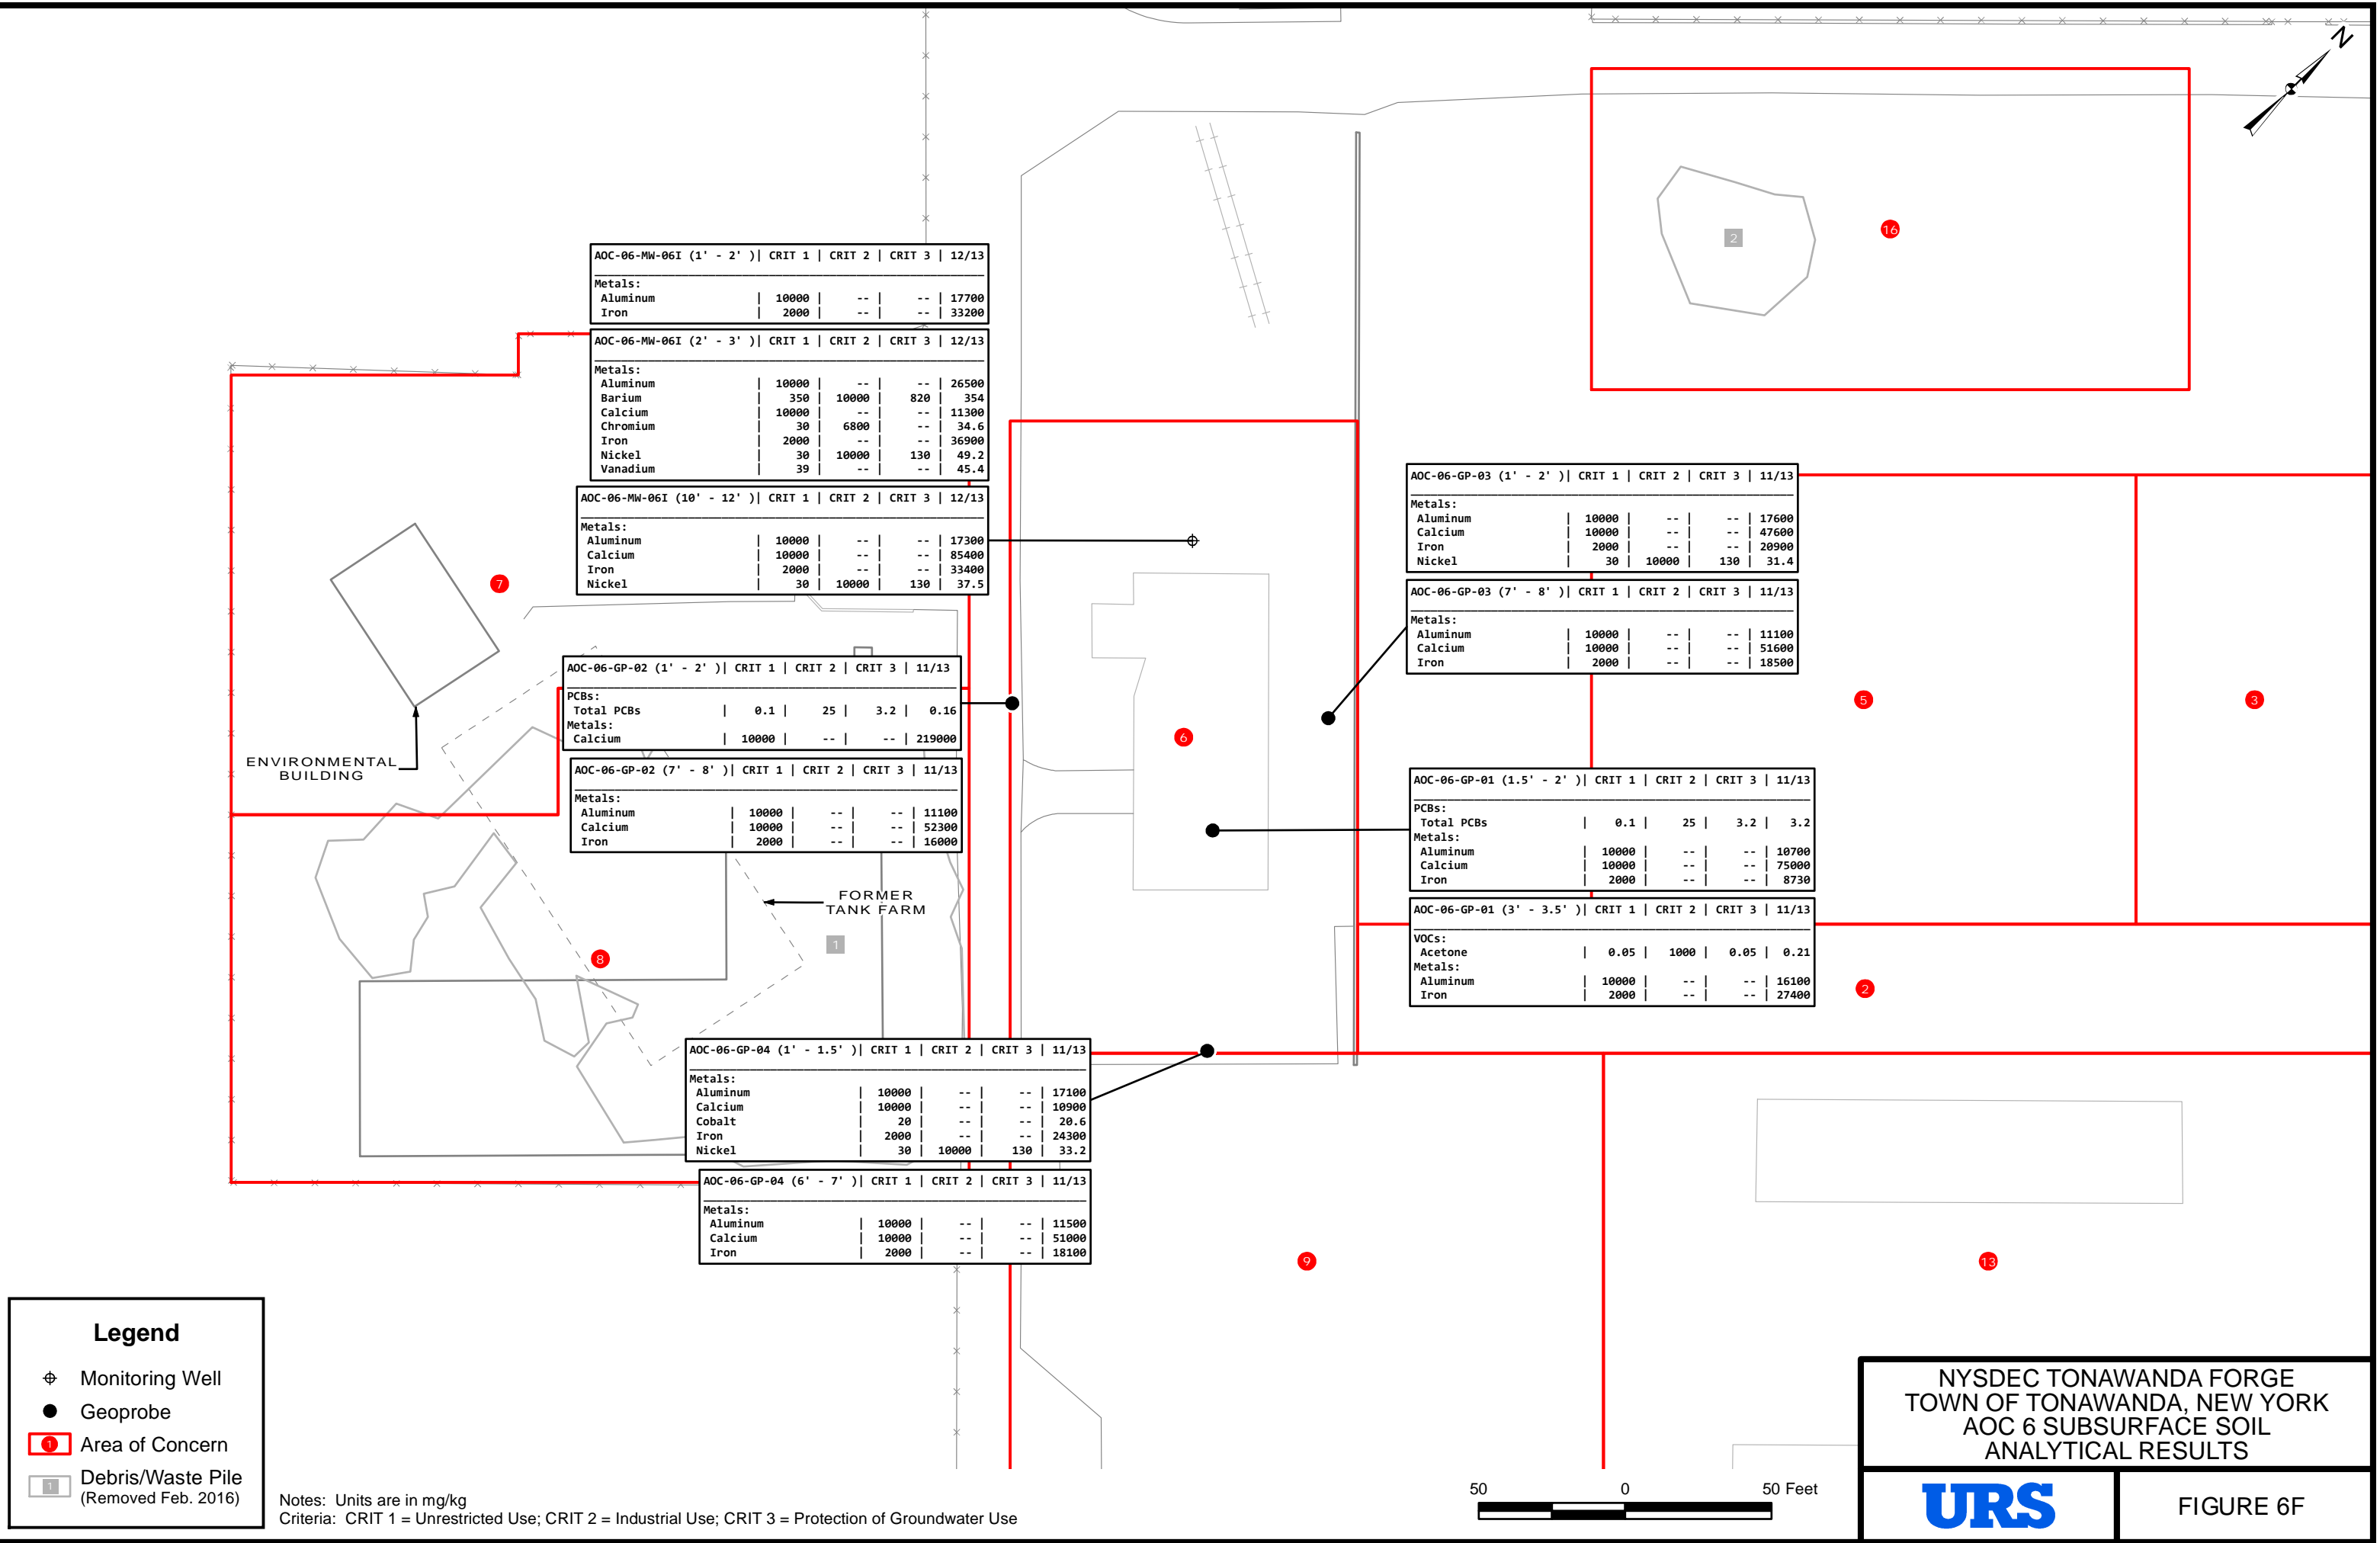 N
16
2
AOC-06-MW-06I (1' - 2' )| CRIT 1 | CRIT 2 | CRIT 3 | 12/13
Metals:
Aluminum | 10000 | -- | -- | 17700
Iron | 2000 | -- | -- | 33200
AOC-06-MW-06I (2' - 3' )| CRIT 1 | CRIT 2 | CRIT 3 | 12/13
Metals:
Aluminum | 10000 | -- | -- | 26500
Barium | 350 | 10000 | 820 | 354
Calcium | 10000 | -- | -- | 11300
Chromium | 30 | 6800 | -- | 34.6
Iron | 2000 | -- | -- | 36900
Nickel | 30 | 10000 | 130 | 49.2
Vanadium | 39 | -- | -- | 45.4
AOC-06-MW-06I (10' - 12' )| CRIT 1 | CRIT 2 | CRIT 3 | 12/13
Metals:
Aluminum | 10000 | -- | -- | 17300
Calcium | 10000 | -- | -- | 85400
Iron | 2000 | -- | -- | 33400
Nickel | 30 | 10000 | 130 | 37.5
AOC-06-GP-03 (1' - 2' )| CRIT 1 | CRIT 2 | CRIT 3 | 11/13
Metals:
Aluminum | 10000 | -- | -- | 17600
Calcium | 10000 | -- | -- | 47600
Iron | 2000 | -- | -- | 20900
Nickel | 30 | 10000 | 130 | 31.4
AOC-06-GP-03 (7' - 8' )| CRIT 1 | CRIT 2 | CRIT 3 | 11/13
Metals:
Aluminum | 10000 | -- | -- | 11100
Calcium | 10000 | -- | -- | 51600
Iron | 2000 | -- | -- | 18500
7
AOC-06-GP-02 (1' - 2' )| CRIT 1 | CRIT 2 | CRIT 3 | 11/13
PCBs:
Total PCBs | 0.1 | 25 | 3.2 | 0.16
Metals:
Calcium | 10000 | -- | -- | 219000
AOC-06-GP-02 (7' - 8' )| CRIT 1 | CRIT 2 | CRIT 3 | 11/13
Metals:
Aluminum | 10000 | -- | -- | 11100
Calcium | 10000 | -- | -- | 52300
Iron | 2000 | -- | -- | 16000
5
3
6
ENVIRONMENTAL
BUILDING
AOC-06-GP-01 (1.5' - 2' )| CRIT 1 | CRIT 2 | CRIT 3 | 11/13
PCBs:
Total PCBs | 0.1 | 25 | 3.2 | 3.2
Metals:
Aluminum | 10000 | -- | -- | 10700
Calcium | 10000 | -- | -- | 75000
Iron | 2000 | -- | -- | 8730
AOC-06-GP-01 (3' - 3.5' )| CRIT 1 | CRIT 2 | CRIT 3 | 11/13
VOCs:
Acetone | 0.05 | 1000 | 0.05 | 0.21
Metals:
Aluminum | 10000 | -- | -- | 16100
Iron | 2000 | -- | -- | 27400
FORMER
TANK FARM
1
8
2
AOC-06-GP-04 (1' - 1.5' )| CRIT 1 | CRIT 2 | CRIT 3 | 11/13
Metals:
Aluminum | 10000 | -- | -- | 17100
Calcium | 10000 | -- | -- | 10900
Cobalt | 20 | -- | -- | 20.6
Iron | 2000 | -- | -- | 24300
Nickel | 30 | 10000 | 130 | 33.2
AOC-06-GP-04 (6' - 7' )| CRIT 1 | CRIT 2 | CRIT 3 | 11/13
Metals:
Aluminum | 10000 | -- | -- | 11500
Calcium | 10000 | -- | -- | 51000
Iron | 2000 | -- | -- | 18100
9
13
Legend
Monitoring Well
Geoprobe
1 Area of Concern
1 Debris/Waste Pile
(Removed Feb. 2016)
Notes: Units are in mg/kg
Criteria: CRIT 1 = Unrestricted Use; CRIT 2 = Industrial Use; CRIT 3 = Protection of Groundwater Use
50 0 50 Feet
NYSDEC TONAWANDA FORGE
TOWN OF TONAWANDA, NEW YORK
AOC 6 SUBSURFACE SOIL
ANALYTICAL RESULTS
URS
FIGURE 6F